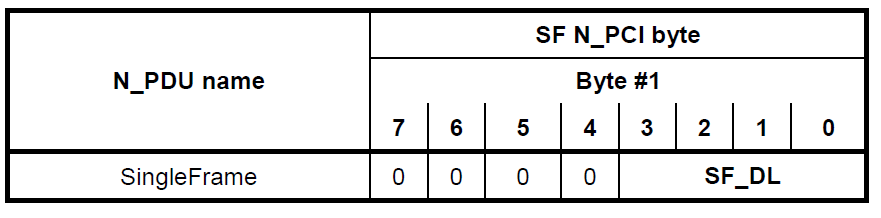 SF N_PCI byte
N_PDU name
Byte #1
7 6 5 4 3 2 1 0
SingleFrame 0 0 0 0 SF_DL